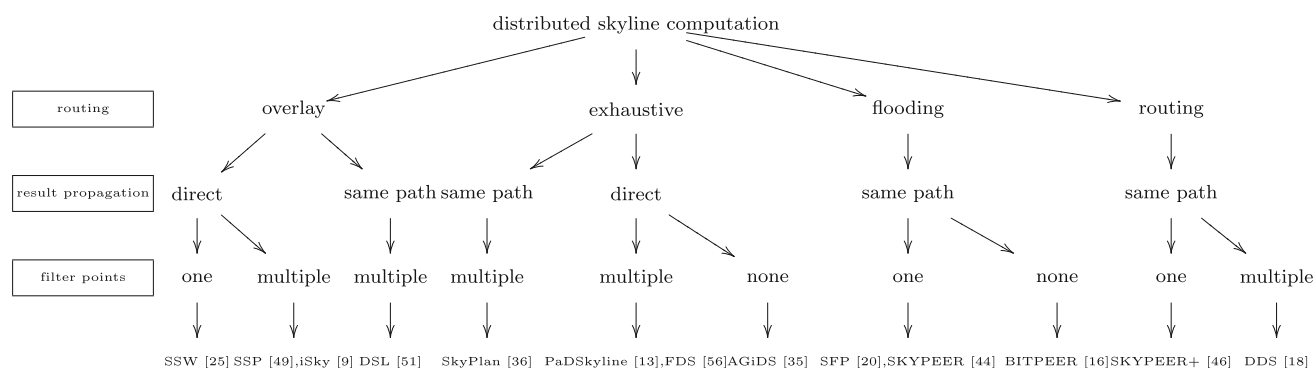 distributed skyline computation
routing overlay exhaustive flooding routing
result propagation direct same path same path direct same path same path
filter points one multiple multiple multiple multiple none one none one multiple
SSW [25] SSP [49],iSky [9] DSL [51] SkyPlan [36] PaDSkyline [13],FDS [56] AGiDS [35] SFP [20],SKYPEER [44] BITPEER [16] SKYPEER+ [46] DDS [18]